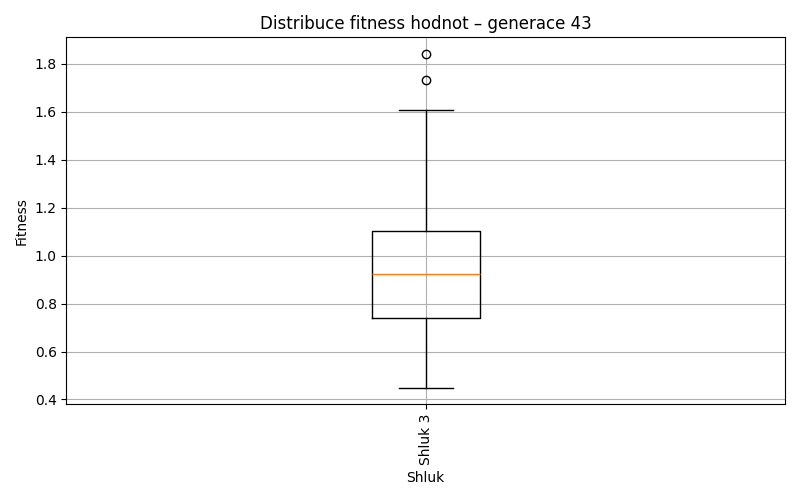 Distribuce fitness hodnot – generace 43
1.8
1.6
1.4
1.2
1.0
0.8
0.6
0.4
Fitness
Shluk 3
Shluk